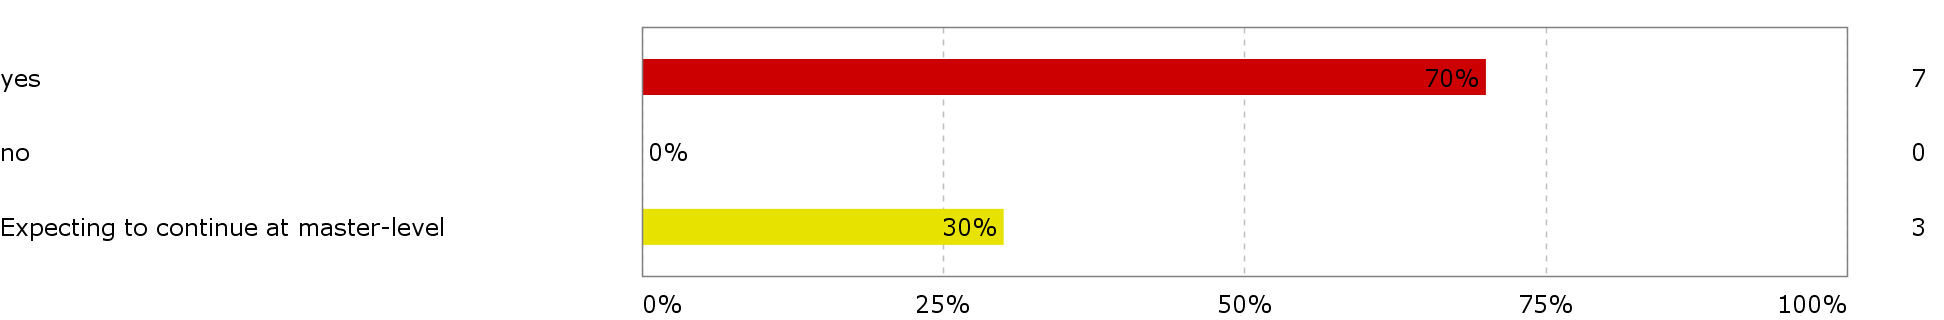 yes 70% 7
no 0% 0
Expecting to continue at master-level 30% 3
0% 25% 50% 75% 100%